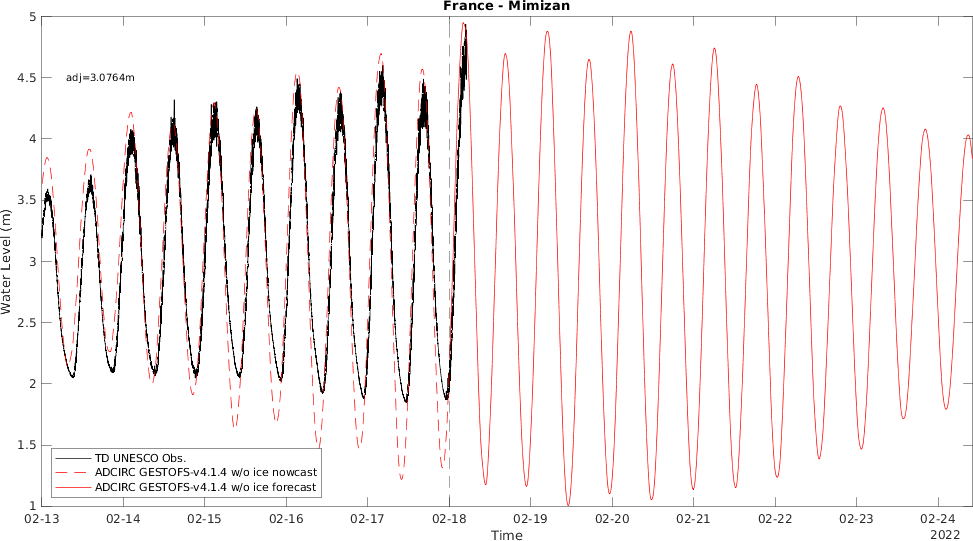 France - Mimizan
adj=3.0764m
Water Level (m)
5
4.5
4
3.5
3
2.5
2
1.5
1
TD UNESCO Obs.
ADCIRC GESTOFS-v4.1.4 w/o ice nowcast
ADCIRC GESTOFS-v4.1.4 w/o ice forecast
02-13 02-14 02-15 02-16 02-17 02-18 02-19 02-20 02-21 02-22 02-23 02-24
Time
2022